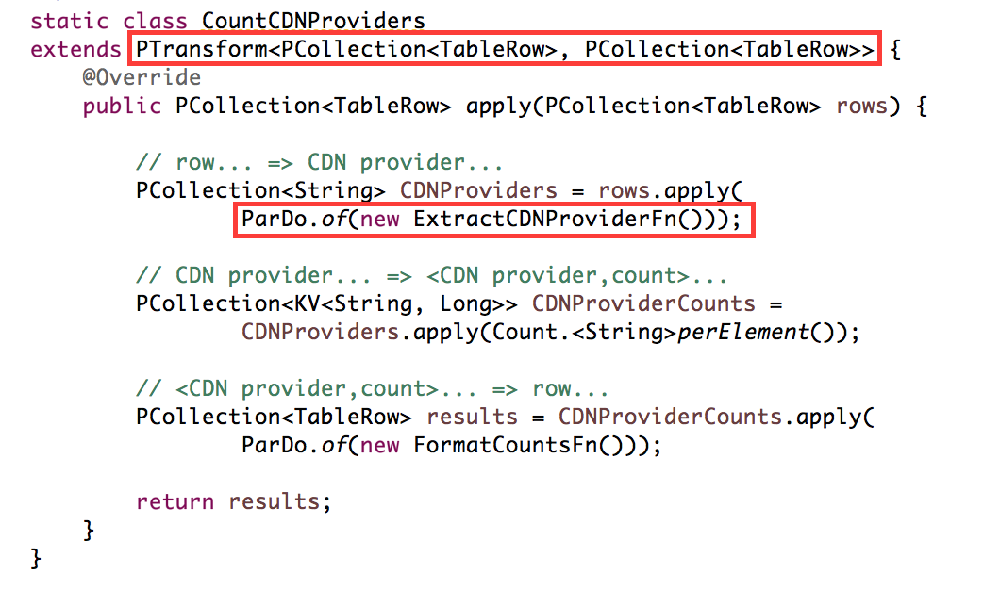 static class CountCDNProviders
extends PTransform<PCollection<TableRow>, PCollection<TableRow>> {
@Override
public PCollection<TableRow> apply(PCollection<TableRow> rows) {
// row... => CDN provider...
PCollection<String> CDNProviders = rows.apply(
ParDo.of(new ExtractCDNProviderFn()));
// CDN provider... => <CDN provider,count>...
PCollection<KV<String, Long>> CDNProviderCounts =
CDNProviders.apply(Count.<String>perElement());
// <CDN provider,count>... => row...
PCollection<TableRow> results = CDNProviderCounts.apply(
ParDo.of(new FormatCountsFn()));
return results;
}
}